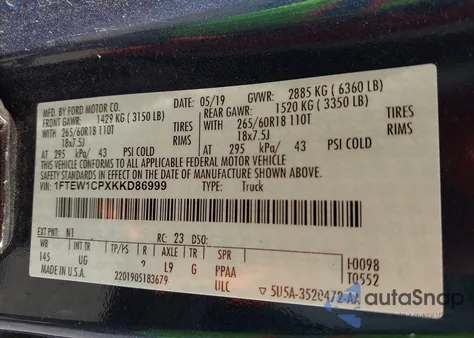 MFD. BY FORD MOTOR CO.
DATE: 05/19 GVWR: 2885 KG ( 6360 LB)
FRONT GAWR: 1429 KG ( 3150 LB) REAR GAWR: 1520 KG ( 3350 LB)
WITH 265/60R18 110T TIRES WITH 265/60R18 110T TIRES
18x7.5J RIMS 18x7.5J RIMS
AT 295 kPa/ 43 PSI COLD AT 295 kPa/ 43 PSI COLD
THIS VEHICLE CONFORMS TO ALL APPLICABLE FEDERAL MOTOR VEHICLE
SAFETY STANDARDS IN EFFECT ON THE DATE OF MANUFACTURE SHOWN ABOVE.
VIN: 1FTEW1CPXKKD86999 TYPE: Truck
EXT PNT: N1 RC: 23 DSO:
WB INT TR TP/PS R AXLE TR SPR
145 UG 2 L9 G PPAA I-0098
MADE IN U.S.A. 2201905183679 ULC T0552
5U5A-3520472-AA
autoSnap